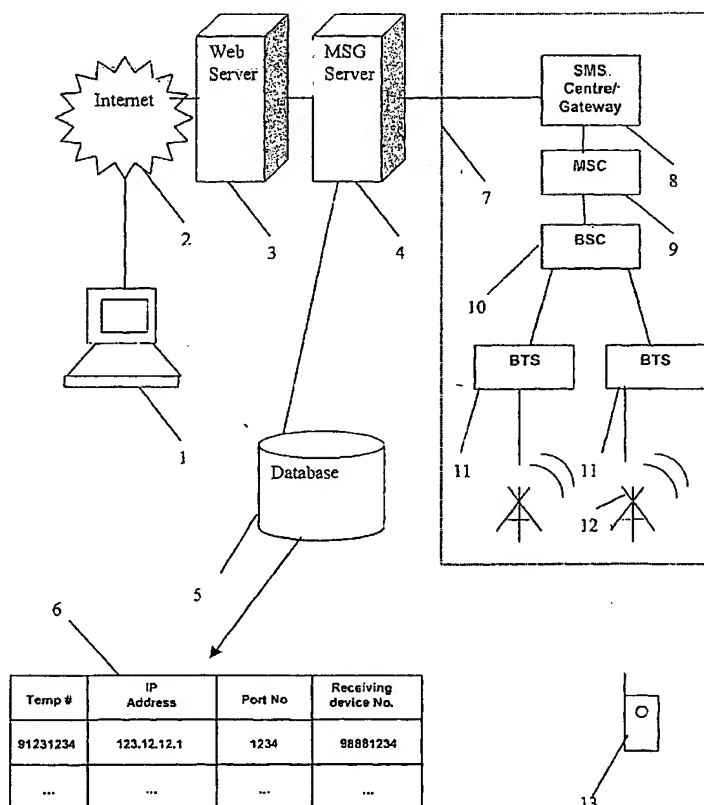 Web
Server
MSG
Server
Internet
SMS.
Centre/
Gateway
MSC
BSC
BTS
BTS
1
2
3
4
7
8
9
10
11
11
12
Database
5
6
Temp #
IP
Address
Port No
Receiving
device No.
91231234
123.12.12.1
1234
98881234
...
...
...
...
13